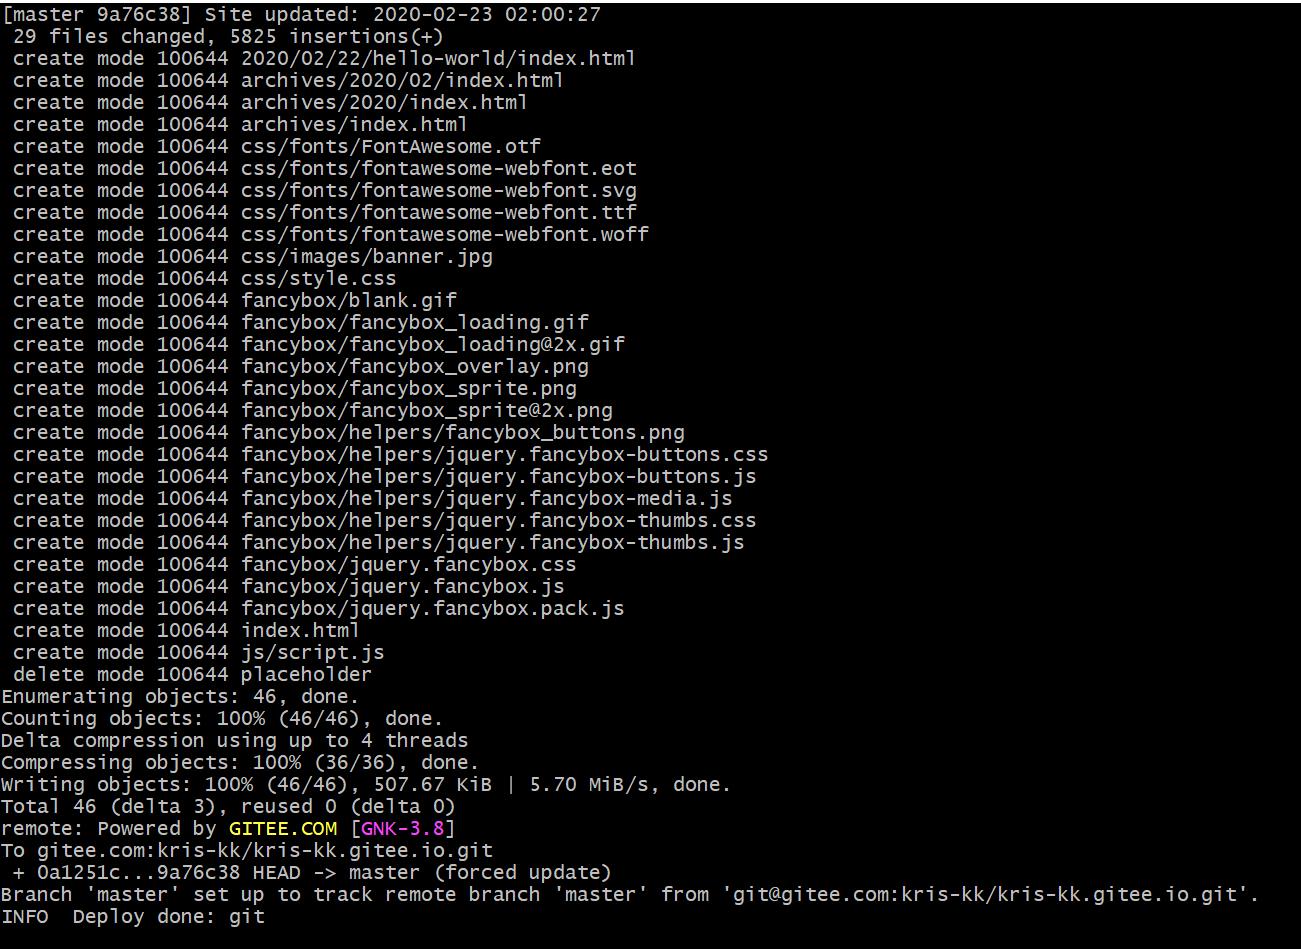 [master 9a76c38] Site updated: 2020-02-23 02:00:27
29 files changed, 5825 insertions(+)
create mode 100644 2020/02/22/hello-world/index.html
create mode 100644 archives/2020/02/index.html
create mode 100644 archives/2020/index.html
create mode 100644 archives/index.html
create mode 100644 css/fonts/FontAwesome.otf
create mode 100644 css/fonts/fontawesome-webfont.eot
create mode 100644 css/fonts/fontawesome-webfont.svg
create mode 100644 css/fonts/fontawesome-webfont.ttf
create mode 100644 css/fonts/fontawesome-webfont.woff
create mode 100644 css/images/banner.jpg
create mode 100644 css/style.css
create mode 100644 fancybox/blank.gif
create mode 100644 fancybox/fancybox_loading.gif
create mode 100644 fancybox/fancybox_loading@2x.gif
create mode 100644 fancybox/fancybox_overlay.png
create mode 100644 fancybox/fancybox_sprite.png
create mode 100644 fancybox/fancybox_sprite@2x.png
create mode 100644 fancybox/helpers/fancybox_buttons.png
create mode 100644 fancybox/helpers/jquery.fancybox-buttons.css
create mode 100644 fancybox/helpers/jquery.fancybox-buttons.js
create mode 100644 fancybox/helpers/jquery.fancybox-media.js
create mode 100644 fancybox/helpers/jquery.fancybox-thumbs.css
create mode 100644 fancybox/helpers/jquery.fancybox-thumbs.js
create mode 100644 fancybox/jquery.fancybox.css
create mode 100644 fancybox/jquery.fancybox.js
create mode 100644 fancybox/jquery.fancybox.pack.js
create mode 100644 index.html
create mode 100644 js/script.js
delete mode 100644 placeholder
Enumerating objects: 46, done.
Counting objects: 100% (46/46), done.
Delta compression using up to 4 threads
Compressing objects: 100% (36/36), done.
Writing objects: 100% (46/46), 507.67 KiB | 5.70 MiB/s, done.
Total 46 (delta 3), reused 0 (delta 0)
remote: Powered by GITEE.COM [GNK-3.8]
To gitee.com:kris-kk/kris-kk.gitee.io.git
+ 0a1251c...9a76c38 HEAD -> master (forced update)
Branch 'master' set up to track remote branch 'master' from 'git@gitee.com:kris-kk/kris-kk.gitee.io.git'.
INFO  Deploy done: git